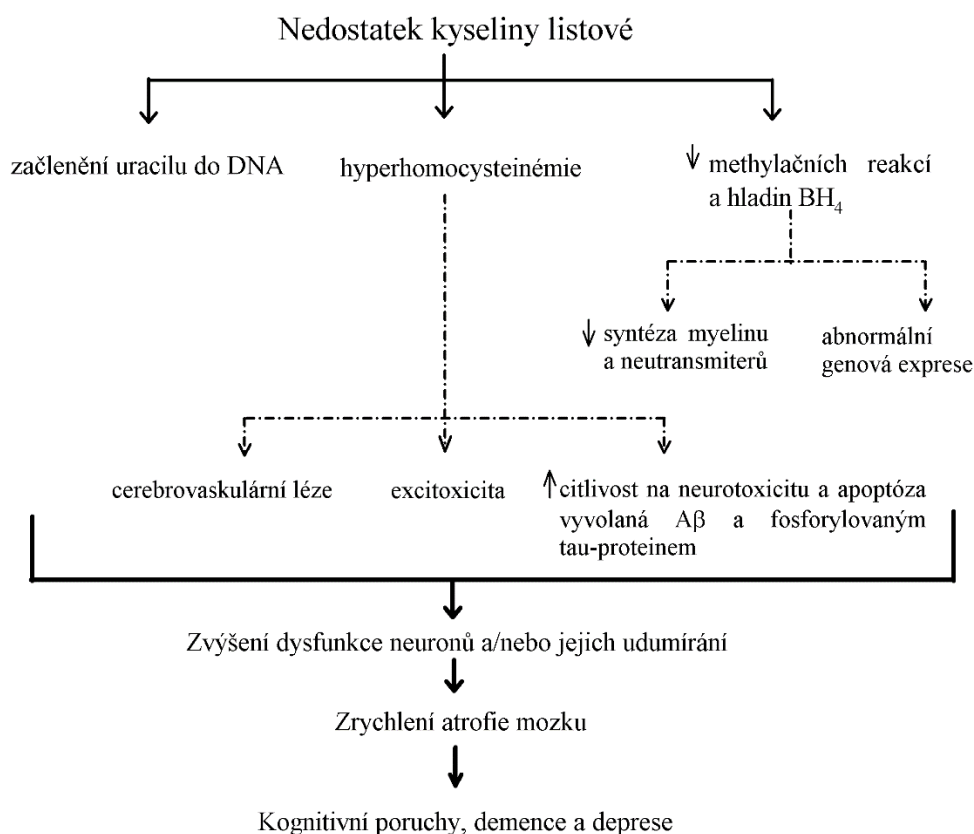 Nedostatek kyseliny listové
začlenění uracilu do DNA
hyperhomocysteinémie
↓ methylačních reakcí
a hladin BH₄
↓ syntéza myelinu
a neutransmiterů
abnormální
genová exprese
cerebrovaskulární léze
excitoxicita
↑ citlivost na neurotoxicitu a apoptóza
vyvolaná Aβ a fosforylovaným
tau-proteinem
Zvýšení dysfunkce neuronů a/nebo jejich udumírání
Zrychlení atrofie mozku
Kognitivní poruchy, demence a deprese